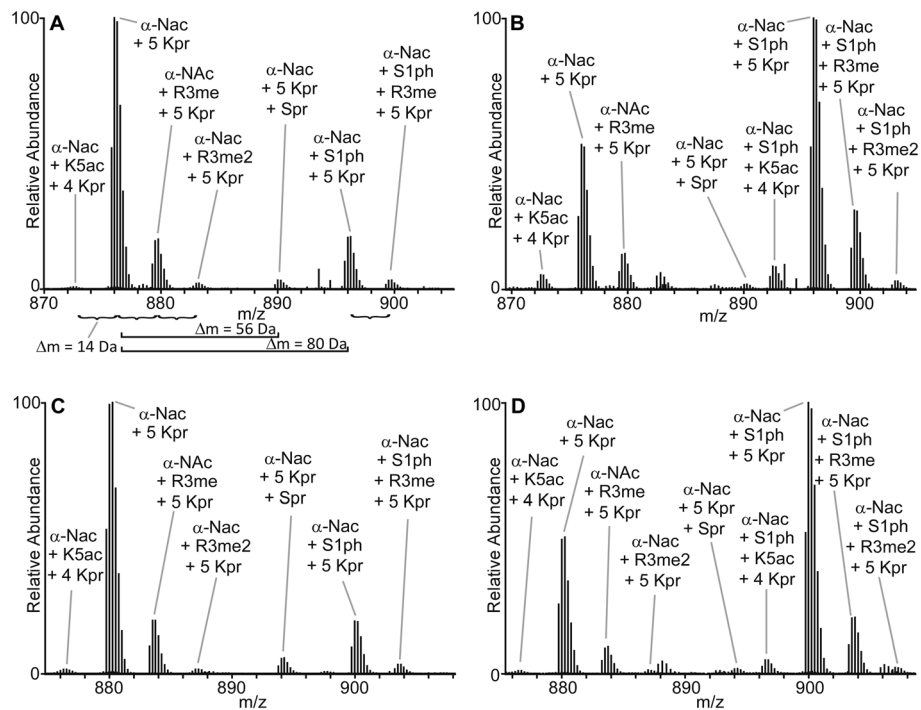 A
100
0
Relative Abundance
α-Nac
+ K5ac
+ 4 Kpr
α-Nac
+ 5 Kpr
α-NAc
+ R3me
+ 5 Kpr
α-Nac
+ R3me2
+ 5 Kpr
α-Nac
+ 5 Kpr
+ Spr
α-Nac
+ S1ph
+ 5 Kpr
α-Nac
+ S1ph
+ R3me
+ 5 Kpr
870 880 890 900
m/z
Δm = 56 Da
Δm = 14 Da
Δm = 80 Da
B
100
0
Relative Abundance
α-Nac
+ K5ac
+ 4 Kpr
α-Nac
+ 5 Kpr
α-NAc
+ R3me
+ 5 Kpr
α-Nac
+ 5 Kpr
+ Spr
α-Nac
+ S1ph
+ K5ac
+ 4 Kpr
α-Nac
+ S1ph
+ 5 Kpr
α-Nac
+ S1ph
+ R3me
+ 5 Kpr
α-Nac
+ S1ph
+ R3me2
+ 5 Kpr
870 880 890 900
m/z
C
100
0
Relative Abundance
α-Nac
+ K5ac
+ 4 Kpr
α-Nac
+ 5 Kpr
α-NAc
+ R3me
+ 5 Kpr
α-Nac
+ R3me2
+ 5 Kpr
α-Nac
+ 5 Kpr
+ Spr
α-Nac
+ S1ph
+ 5 Kpr
α-Nac
+ S1ph
+ R3me
+ 5 Kpr
880 890 900
m/z
D
100
0
Relative Abundance
α-Nac
+ K5ac
+ 4 Kpr
α-Nac
+ 5 Kpr
α-NAc
+ R3me
+ 5 Kpr
α-Nac
+ R3me2
+ 5 Kpr
α-Nac
+ 5 Kpr
+ Spr
α-Nac
+ S1ph
+ K5ac
+ 4 Kpr
α-Nac
+ S1ph
+ 5 Kpr
α-Nac
+ S1ph
+ R3me
+ 5 Kpr
α-Nac
+ S1ph
+ R3me2
+ 5 Kpr
880 890 900
m/z